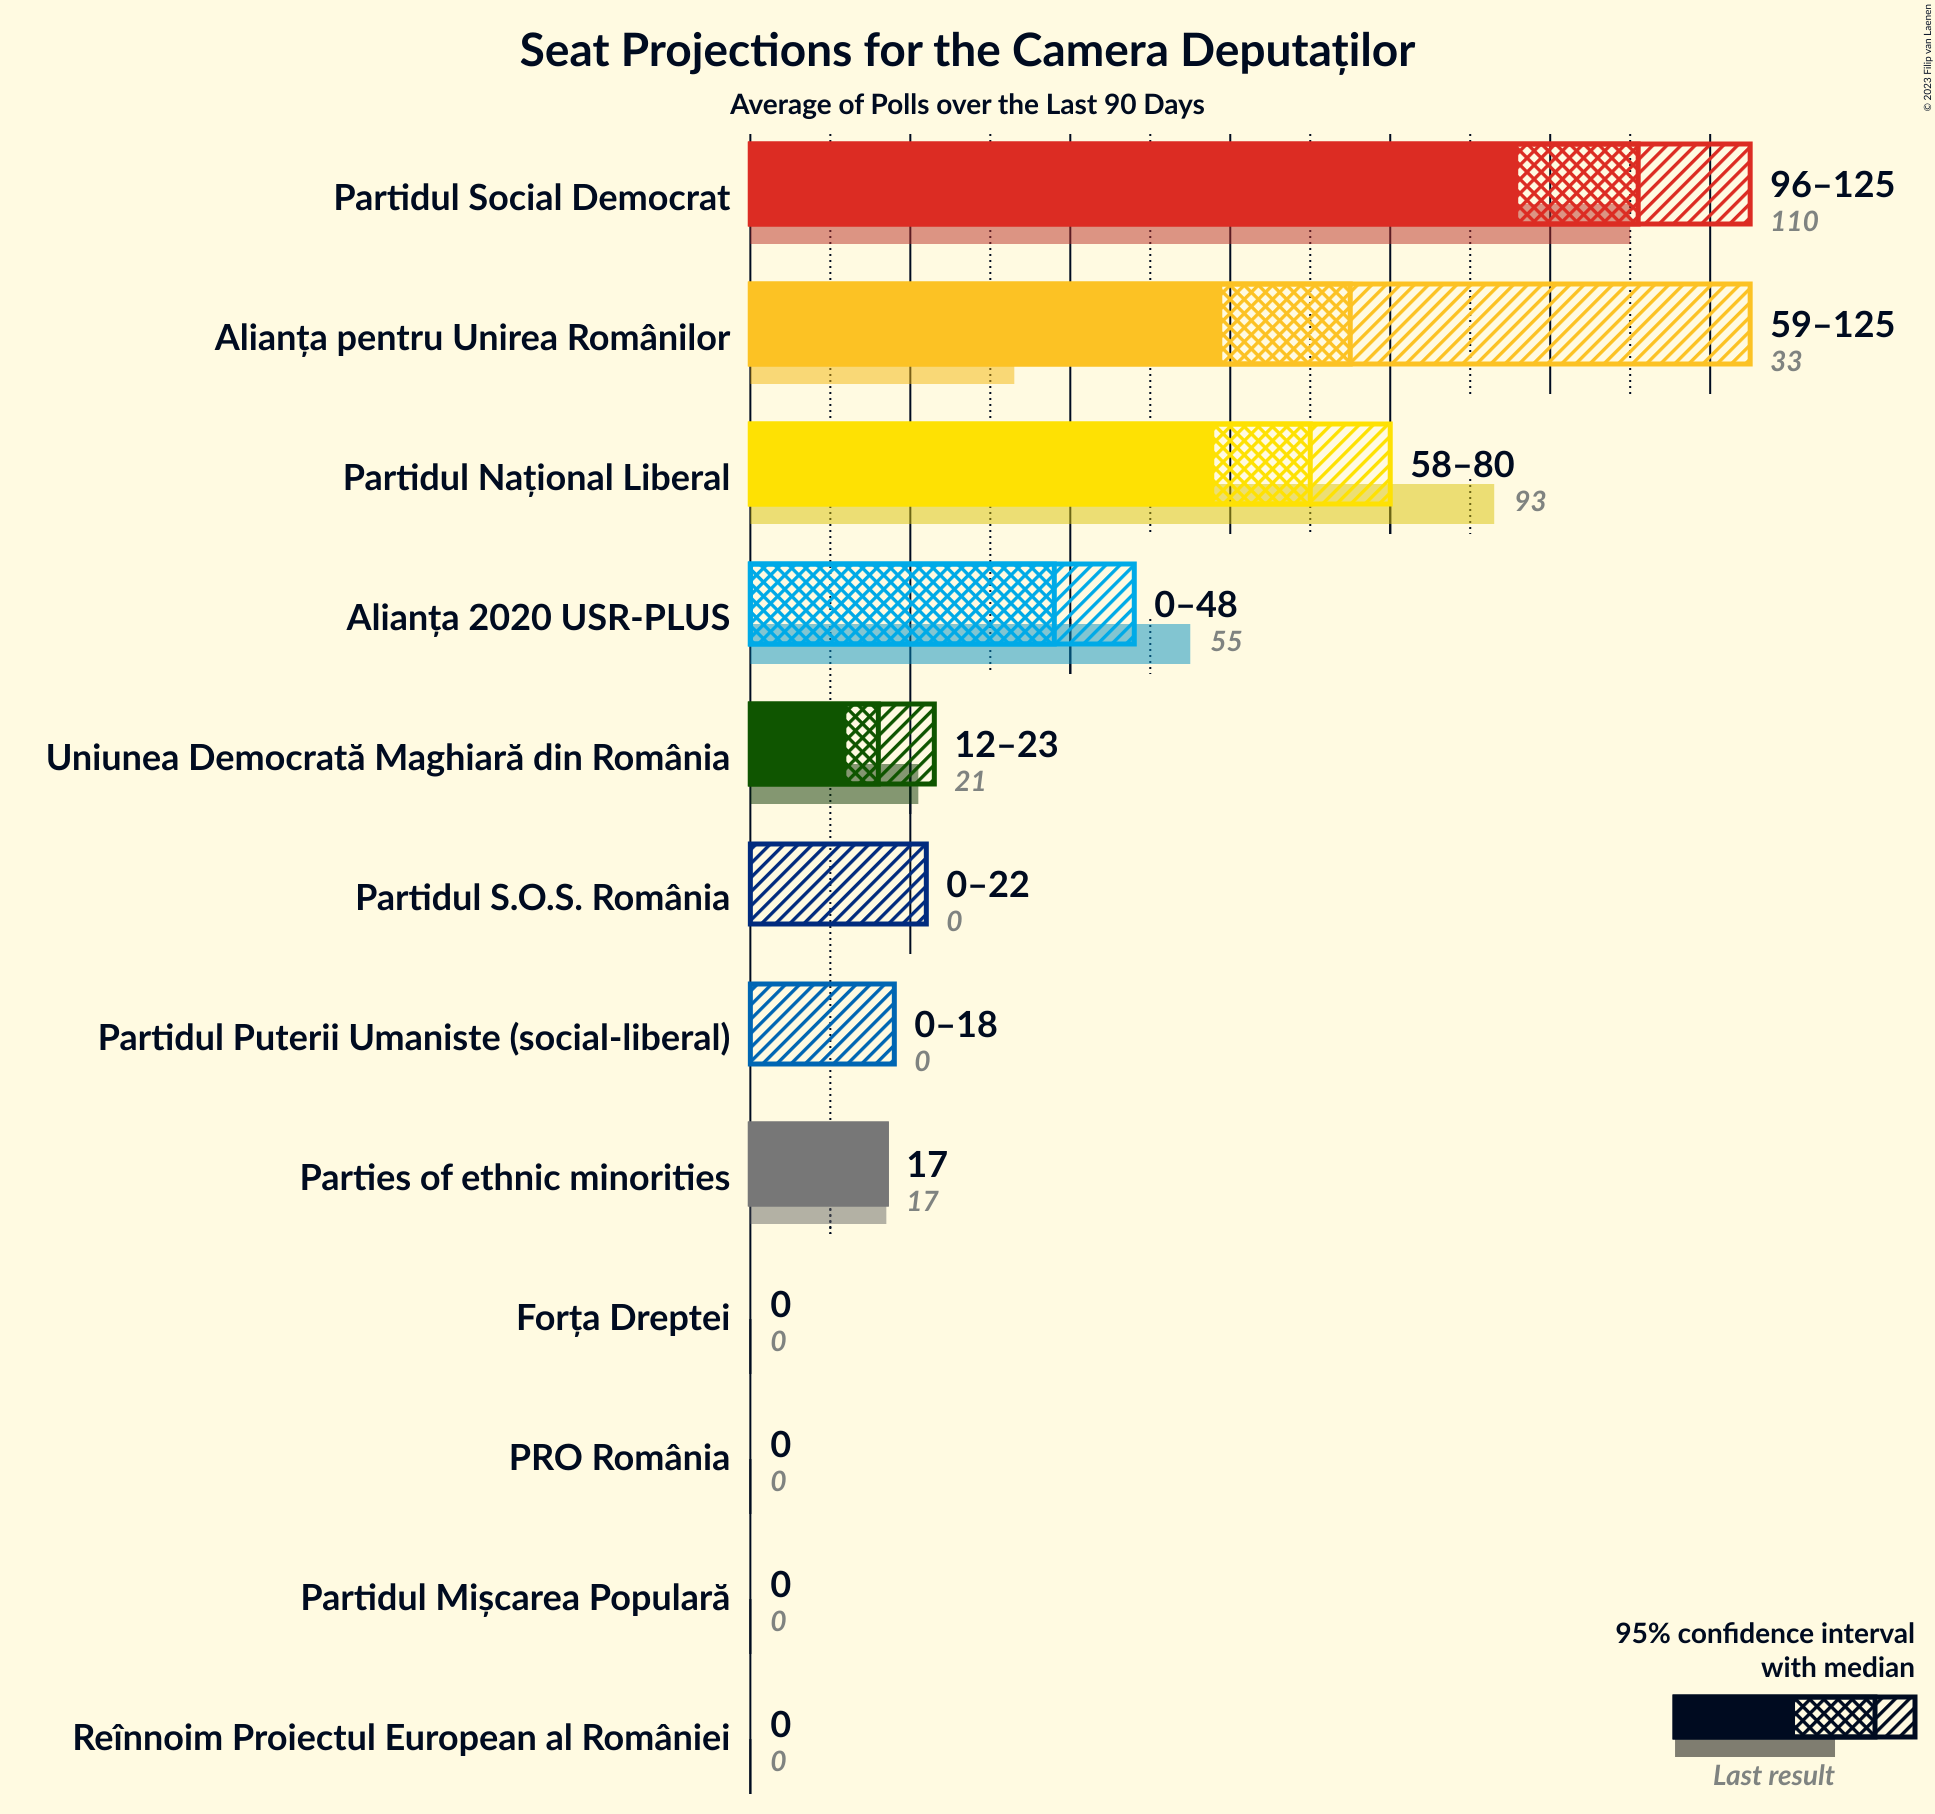 Seat Projections for the Camera Deputaților
Average of Polls over the Last 90 Days
© 2023 Filip van Laenen
Partidul Social Democrat
96–125
110
Alianța pentru Unirea Românilor
59–125
33
Partidul Național Liberal
58–80
93
Alianța 2020 USR-PLUS
0–48
55
Uniunea Democrată Maghiară din România
12–23
21
Partidul S.O.S. România
0–22
0
Partidul Puterii Umaniste (social-liberal)
0–18
0
Parties of ethnic minorities
17
17
Forța Dreptei
0
0
PRO România
0
0
Partidul Mișcarea Populară
0
0
Reînnoim Proiectul European al României
0
0
95% confidence interval
with median
Last result